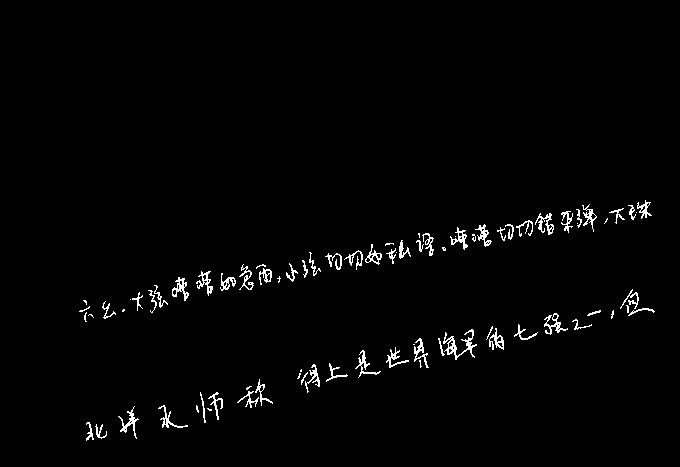 六幺。大弦嘈嘈如急雨，小弦切切如私语。嘈嘈切切错杂弹，大珠
北洋水师称得上是世界海军的七强之一，但